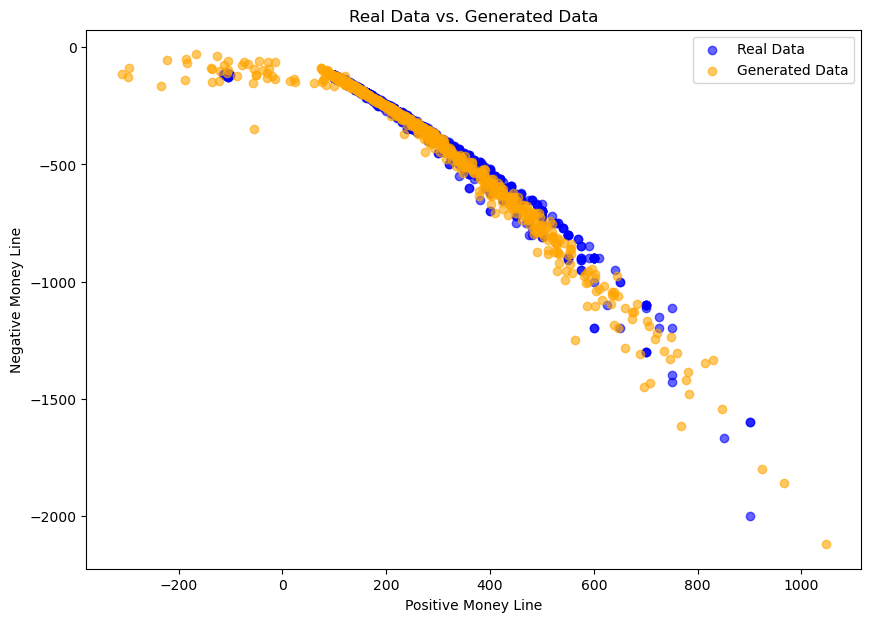 Real Data vs. Generated Data
Real Data
Generated Data
Negative Money Line
0
−500
−1000
−1500
−2000
−200
0
200
400
600
800
1000
Positive Money Line